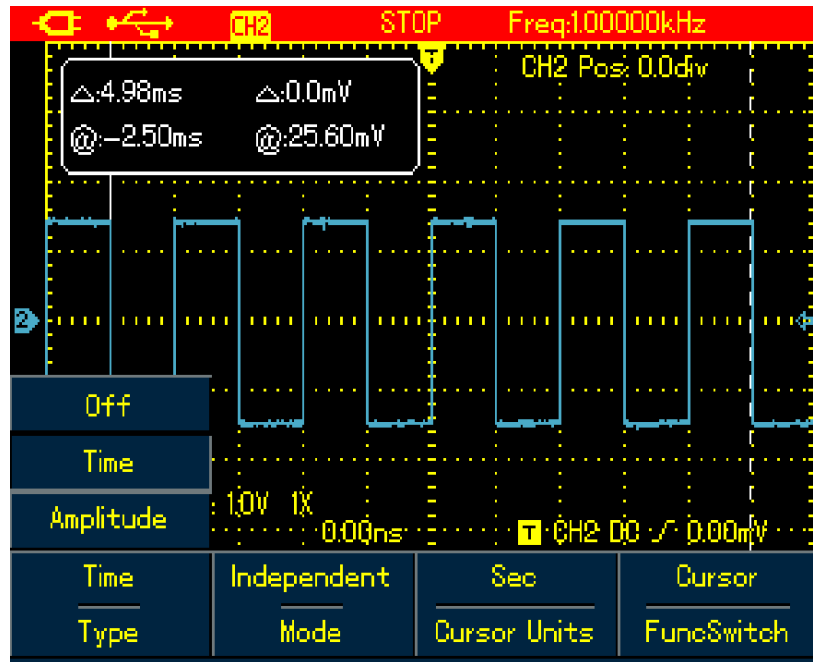 CH2 STOP Freq:1.00000kHz
T
CH2 Pos: 0.0div
△:4.98ms △:0.0mV
@:-2.50ms @:25.60mV
2
Off
Time
Amplitude
: 1.0V 1X
0.00ns T CH2 DC 0.00mV
Time Independent Sec Cursor
Type Mode Cursor Units FuncSwitch